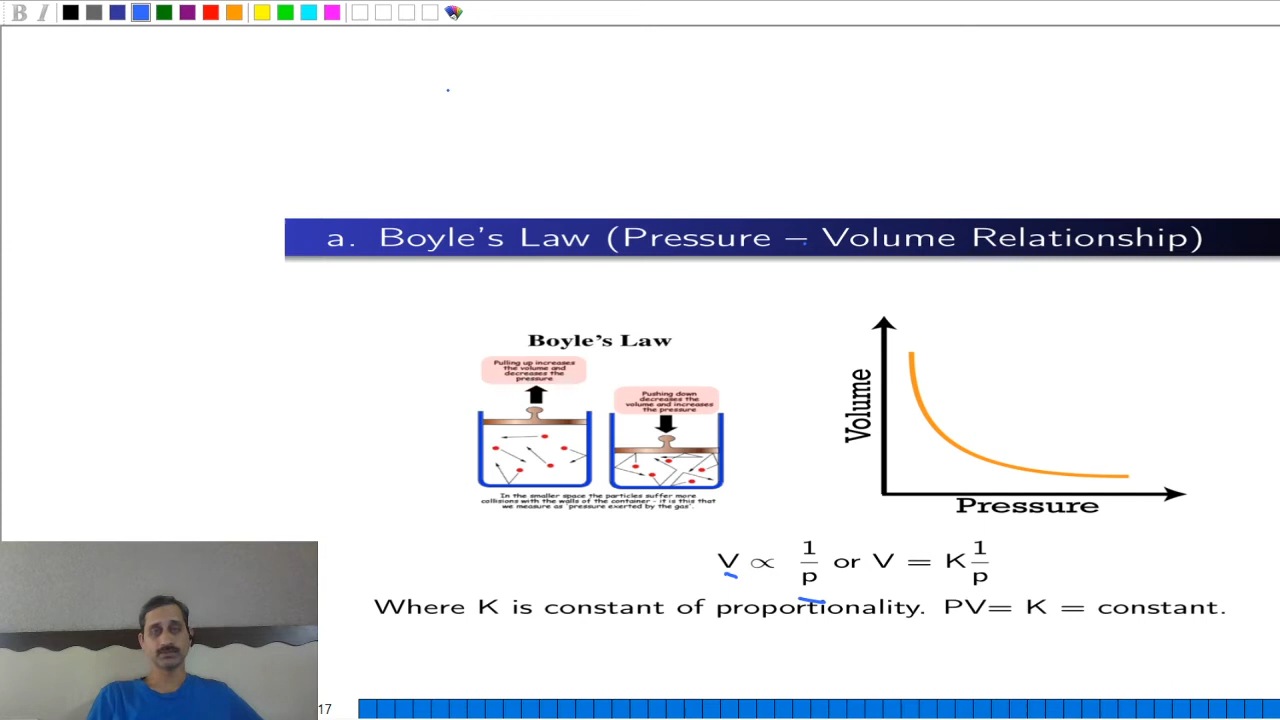 B I
a. Boyle's Law (Pressure – Volume Relationship)
Boyle's Law
Pulling up increases
the volume and
decreases the
pressure
Pushing down
decreases the
volume and increases
the pressure
In the smaller space the particles suffer more
collisions with the walls of the container - it is this that
we measure as 'pressure exerted by the gas'.
Volume
Pressure
V ∝ 1/p or V = K 1/p
Where K is constant of proportionality. PV= K = constant.
17